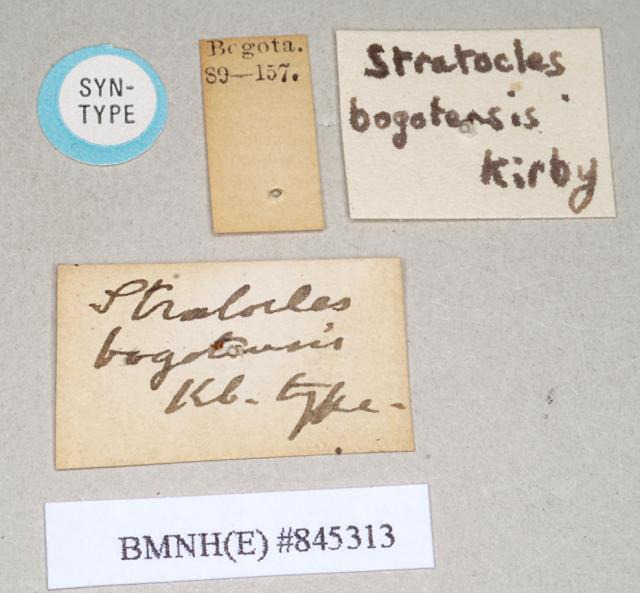 SYN-
TYPE
Bogota.
89—157.
Stratocles
bogotensis
Kirby
Stratocles
bogotensis
Kb. type.
BMNH(E) #845313